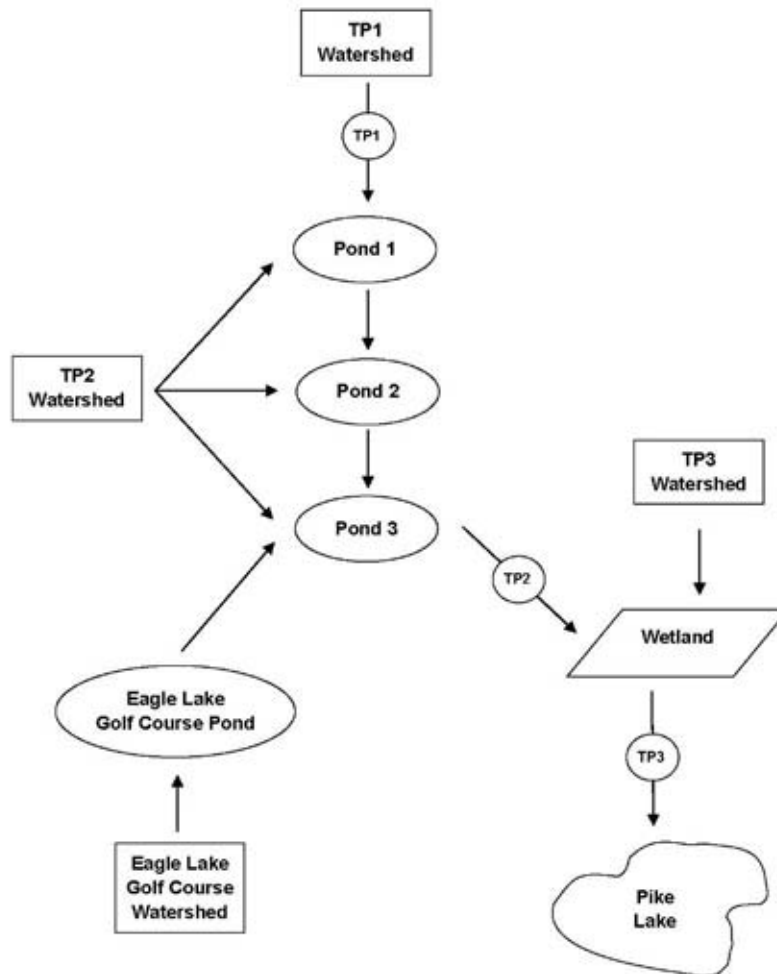 TP1
Watershed
TP1
Pond 1
TP2
Watershed
Pond 2
TP3
Watershed
Pond 3
TP2
Wetland
Eagle Lake
Golf Course Pond
TP3
Eagle Lake
Golf Course
Watershed
Pike
Lake